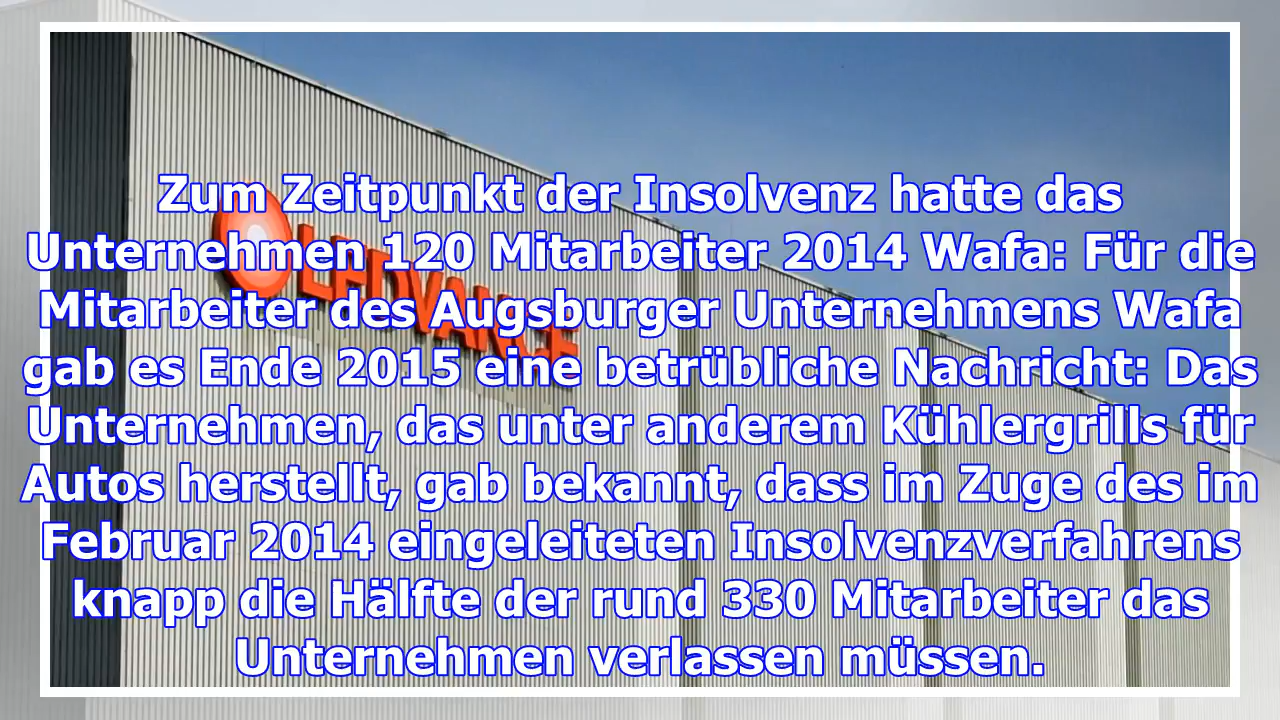 Zum Zeitpunkt der Insolvenz hatte das
Unternehmen 120 Mitarbeiter 2014 Wafa: Für die
Mitarbeiter des Augsburger Unternehmens Wafa
gab es Ende 2015 eine betrübliche Nachricht: Das
Unternehmen, das unter anderem Kühlergrills für
Autos herstellt, gab bekannt, dass im Zuge des im
Februar 2014 eingeleiteten Insolvenzverfahrens
knapp die Hälfte der rund 330 Mitarbeiter das
Unternehmen verlassen müssen.
LEDVANCE